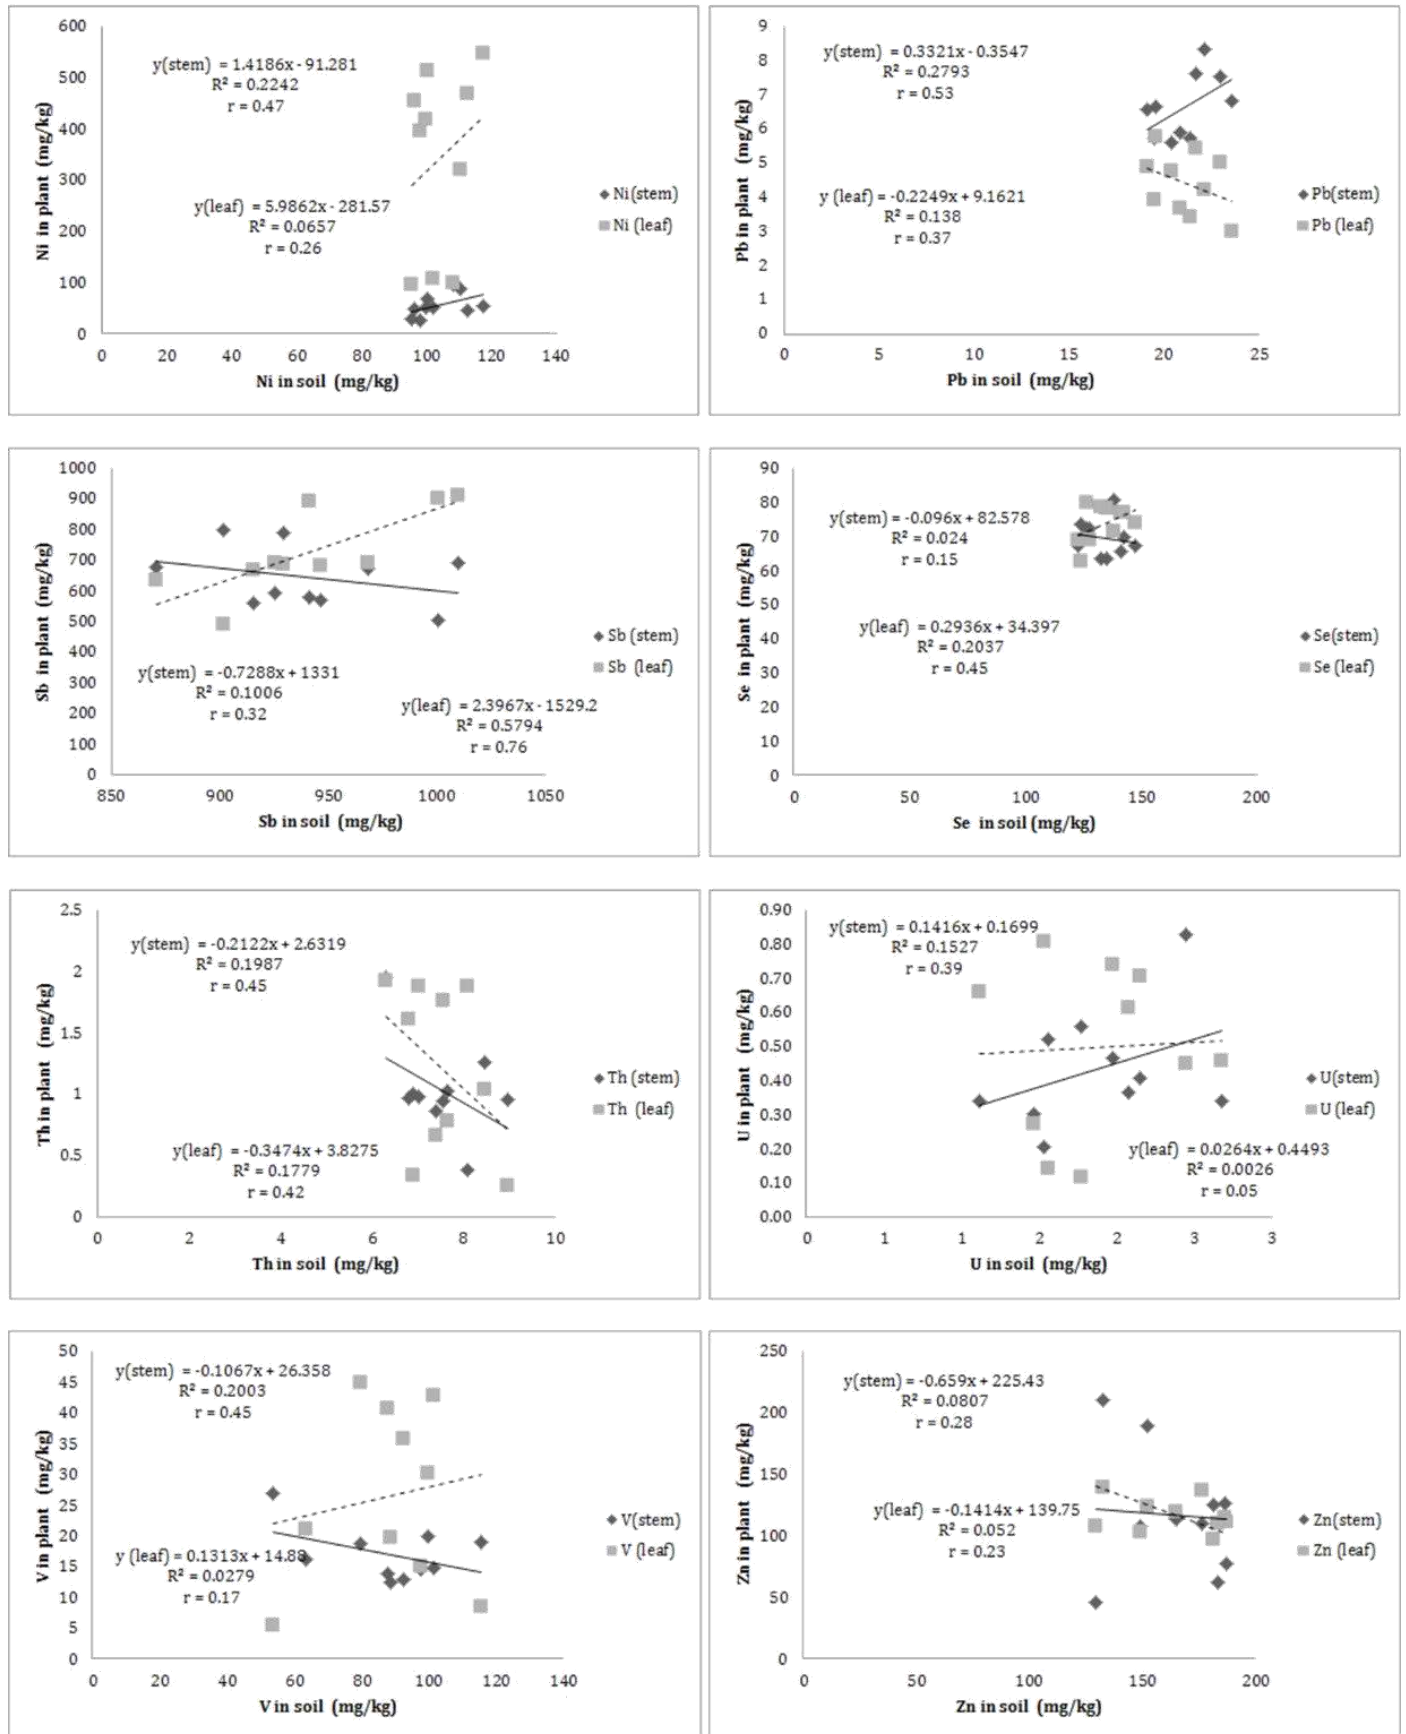 600
500
400
300
200
100
0
0 20 40 60 80 100 120 140
Ni in plant (mg/kg)
Ni in soil (mg/kg)
y(stem) = 1.4186x - 91.281
R² = 0.2242
r = 0.47
y(leaf) = 5.9862x - 281.57
R² = 0.0657
r = 0.26
Ni(stem)
Ni (leaf)
9
8
7
6
5
4
3
2
1
0
0 5 10 15 20 25
Pb in plant (mg/kg)
Pb in soil (mg/kg)
y(stem) = 0.3321x - 0.3547
R² = 0.2793
r = 0.53
y (leaf) = -0.2249x + 9.1621
R² = 0.138
r = 0.37
Pb(stem)
Pb (leaf)
1000
900
800
700
600
500
400
300
200
100
0
850 900 950 1000 1050
Sb in plant (mg/kg)
Sb in soil (mg/kg)
y(stem) = -0.7288x + 1331
R² = 0.1006
r = 0.32
y(leaf) = 2.3967x - 1529.2
R² = 0.5794
r = 0.76
Sb (stem)
Sb (leaf)
90
80
70
60
50
40
30
20
10
0
0 50 100 150 200
Se in plant (mg/kg)
Se in soil (mg/kg)
y(stem) = -0.096x + 82.578
R² = 0.024
r = 0.15
y(leaf) = 0.2936x + 34.397
R² = 0.2037
r = 0.45
Se(stem)
Se (leaf)
2.5
2
1.5
1
0.5
0
0 2 4 6 8 10
Th in plant (mg/kg)
Th in soil (mg/kg)
y(stem) = -0.2122x + 2.6319
R² = 0.1987
r = 0.45
y(leaf) = -0.3474x + 3.8275
R² = 0.1779
r = 0.42
Th (stem)
Th (leaf)
0.90
0.80
0.70
0.60
0.50
0.40
0.30
0.20
0.10
0.00
0 1 1 2 2 3 3
U in plant (mg/kg)
U in soil (mg/kg)
y(stem) = 0.1416x + 0.1699
R² = 0.1527
r = 0.39
y(leaf) = 0.0264x + 0.4493
R² = 0.0026
r = 0.05
U(stem)
U (leaf)
50
45
40
35
30
25
20
15
10
5
0
0 20 40 60 80 100 120 140
V in plant (mg/kg)
V in soil (mg/kg)
y(stem) = -0.1067x + 26.358
R² = 0.2003
r = 0.45
y (leaf) = 0.1313x + 14.88
R² = 0.0279
r = 0.17
V(stem)
V (leaf)
250
200
150
100
50
0
0 50 100 150 200
Zn in plant (mg/kg)
Zn in soil (mg/kg)
y(stem) = -0.659x + 225.43
R² = 0.0807
r = 0.28
y(leaf) = -0.1414x + 139.75
R² = 0.052
r = 0.23
Zn(stem)
Zn (leaf)